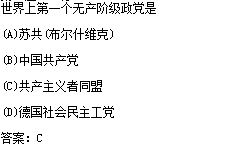 世界上第一个无产阶级政党是
(A)苏共(布尔什维克)
(B)中国共产党
(C)共产主义者同盟
(D)德国社会民主工党
答案：C